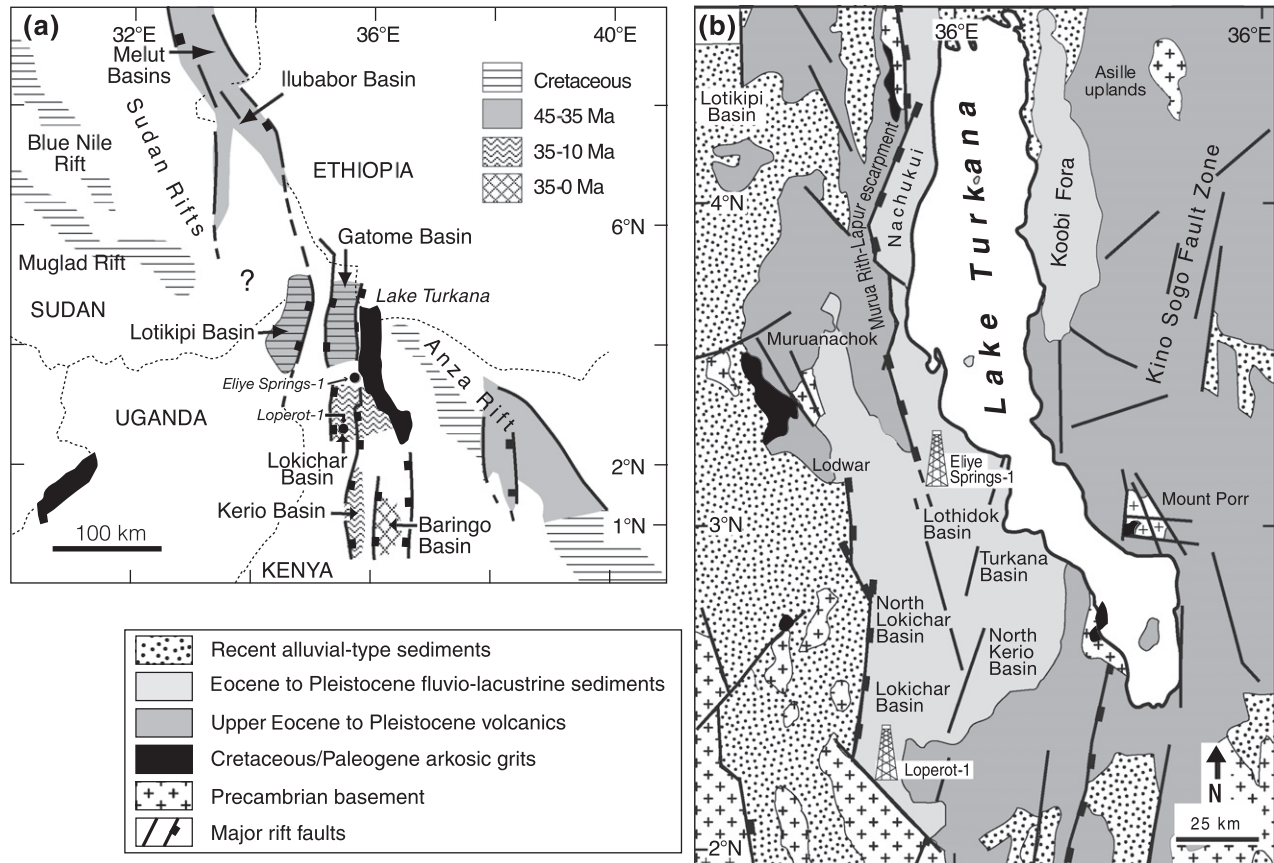 (a)
32°E
36°E
40°E
Melut
Basins
Ilubabor Basin
Cretaceous
45-35 Ma
35-10 Ma
35-0 Ma
Sudan Rifts
Blue Nile
Rift
ETHIOPIA
6°N
Gatome Basin
Muglad Rift
?
SUDAN
Lake Turkana
Lotikipi Basin
Anza Rift
Eliye Springs-1
UGANDA
Loperot-1
Lokichar
Basin
2°N
Kerio Basin
Baringo
Basin
1°N
100 km
KENYA
Recent alluvial-type sediments
Eocene to Pleistocene fluvio-lacustrine sediments
Upper Eocene to Pleistocene volcanics
Cretaceous/Paleogene arkosic grits
Precambrian basement
Major rift faults
(b)
36°E
36°E
Asille
uplands
Lotikipi
Basin
Lake Turkana
Murua Rith-Lapur escarpment
Nachukui
Koobi Fora
Kino Sogo Fault Zone
4°N
Muruanachok
Lodwar
Eliye
Springs-1
Mount Porr
Lothidok
Basin
3°N
Turkana
Basin
North
Lokichar
Basin
North
Kerio
Basin
Lokichar
Basin
Loperot-1
N
25 km
2°N